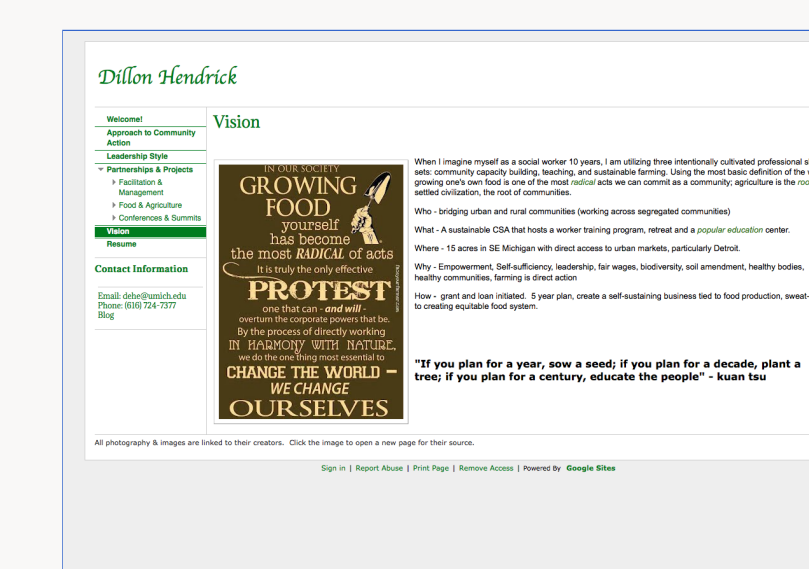 Dillon Hendrick
Welcome!
Approach to Community
Action
Leadership Style
Partnerships & Projects
Facilitation &
Management
Food & Agriculture
Conferences & Summits
Vision
Resume
Contact Information
Email: dehe@umich.edu
Phone: (616) 724-7377
Blog
Vision
IN OUR SOCIETY
GROWING
FOOD
yourself
has become
the most RADICAL of acts
It is truly the only effective
PROTEST
one that can - and will -
overturn the corporate powers that be.
By the process of directly working
IN HARMONY WITH NATURE,
we do the one thing most essential to
CHANGE THE WORLD –
WE CHANGE
OURSELVES
When I imagine myself as a social worker 10 years, I am utilizing three intentionally cultivated professional
sets: community capacity building, teaching, and sustainable farming. Using the most basic definition of the
growing one's own food is one of the most radical acts we can commit as a community; agriculture is the
settled civilization, the root of communities.
Who - bridging urban and rural communities (working across segregated communities)
What - A sustainable CSA that hosts a worker training program, retreat and a popular education center.
Where - 15 acres in SE Michigan with direct access to urban markets, particularly Detroit.
Why - Empowerment, Self-sufficiency, leadership, fair wages, biodiversity, soil amendment, healthy bodies,
healthy communities, farming is direct action
How - grant and loan initiated. 5 year plan, create a self-sustaining business tied to food production, sweat-
to creating equitable food system.
"If you plan for a year, sow a seed; if you plan for a decade, plant a
tree; if you plan for a century, educate the people" - kuan tsu
All photography & images are linked to their creators. Click the image to open a new page for their source.
Sign in | Report Abuse | Print Page | Remove Access | Powered By Google Sites